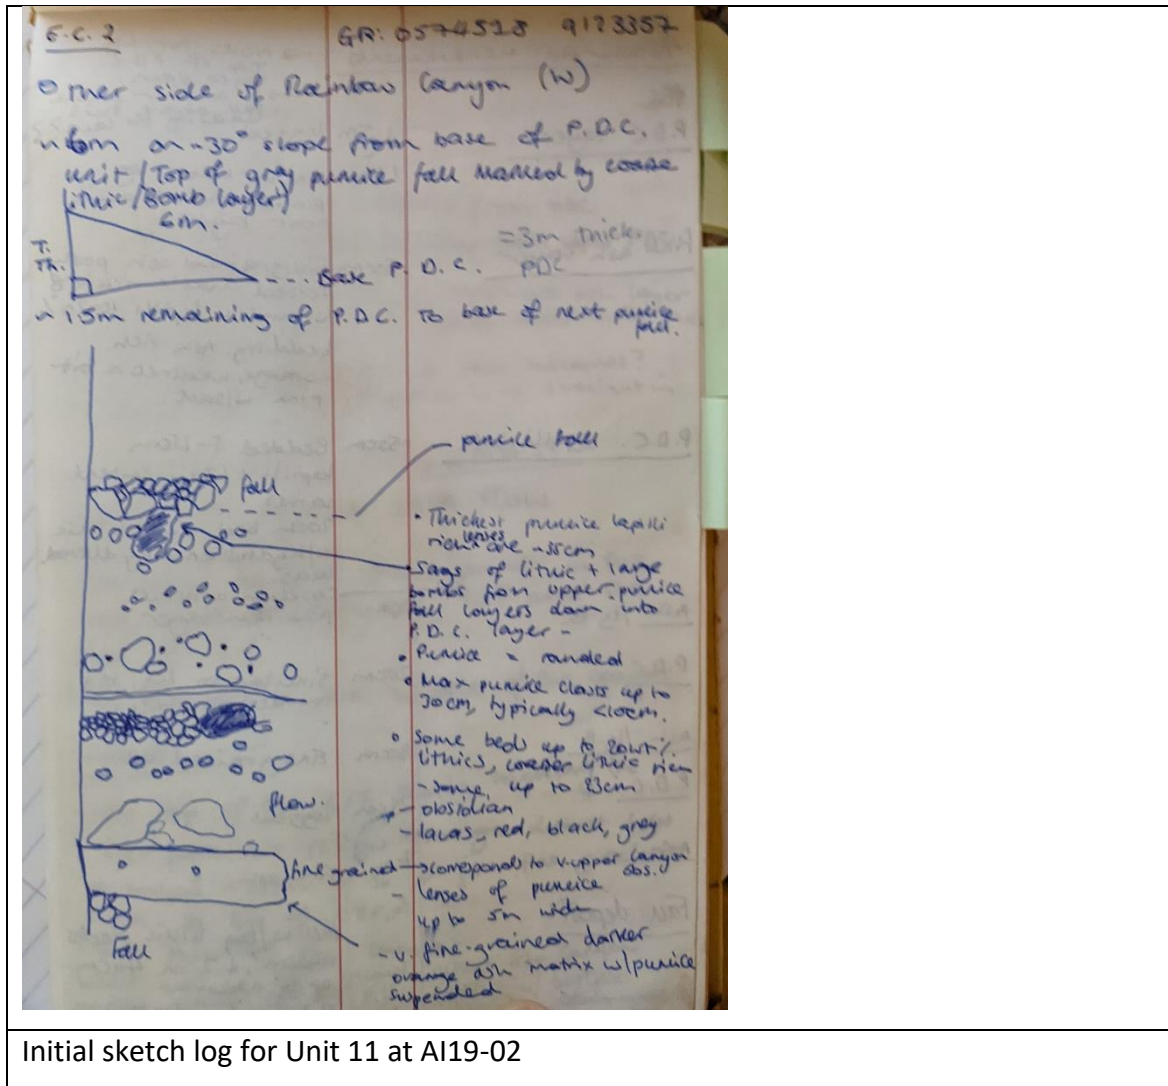 E.C. 2 GR: 0574518 9123357
Other side of Rainbow Canyon (W)
~6m on ~30° slope from base of P.D.C.
unit/Top of grey pumice fall marked by coarse
lithic/Bomb layer)
6m.
= 3m thick.
T. Th.
Base P.D.C. PDC
~15m remaining of P.D.C. to base of next pumice
fall.
pumice fall
fall
• Thickest pumice lapilli
rich lenses are ~35cm
• Sags of lithic + large
bombs from upper pumice
fall layers down into
P.D.C. layer -
• Pumice = rounded
• Max pumice clasts up to
30cm, typically <10cm.
• Some beds up to 20wt%
lithics, coarser lithic rich
- some, up to 23cm
flow.
- obsidian
- lavas, red, black, grey
fine grained → corresponds to v. upper canyon
obs.
- lenses of pumice
up to 5m wide
- v. fine-grained darker
orange ash matrix w/pumice
suspended
Fall
Initial sketch log for Unit 11 at AI19-02